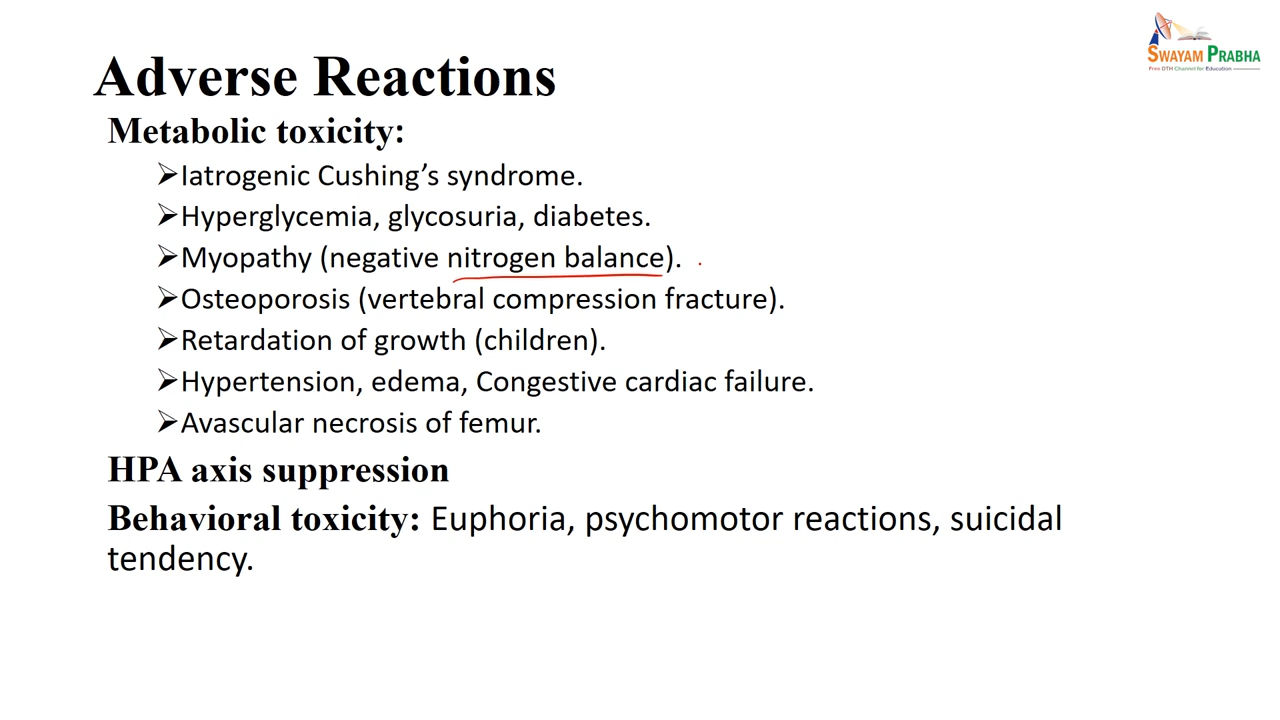 SWAYAM PRABHA
Free DTH Channel for Education
Adverse Reactions
Metabolic toxicity:
➢Iatrogenic Cushing’s syndrome.
➢Hyperglycemia, glycosuria, diabetes.
➢Myopathy (negative nitrogen balance).
➢Osteoporosis (vertebral compression fracture).
➢Retardation of growth (children).
➢Hypertension, edema, Congestive cardiac failure.
➢Avascular necrosis of femur.
HPA axis suppression
Behavioral toxicity: Euphoria, psychomotor reactions, suicidal
tendency.